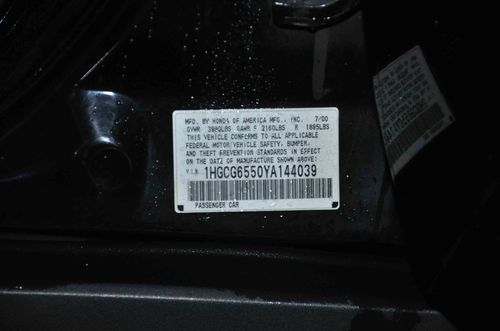 MFD. BY HONDA OF AMERICA MFG., INC. 7/00
GVWR 3980LBS GAWR F 2160LBS R 1895LBS
THIS VEHICLE CONFORMS TO ALL APPLICABLE
FEDERAL MOTOR VEHICLE SAFETY, BUMPER,
AND THEFT PREVENTION STANDARDS IN EFFECT
ON THE DATE OF MANUFACTURE SHOWN ABOVE.
V.I.N. 1HGCG6550YA144039
PASSENGER CAR